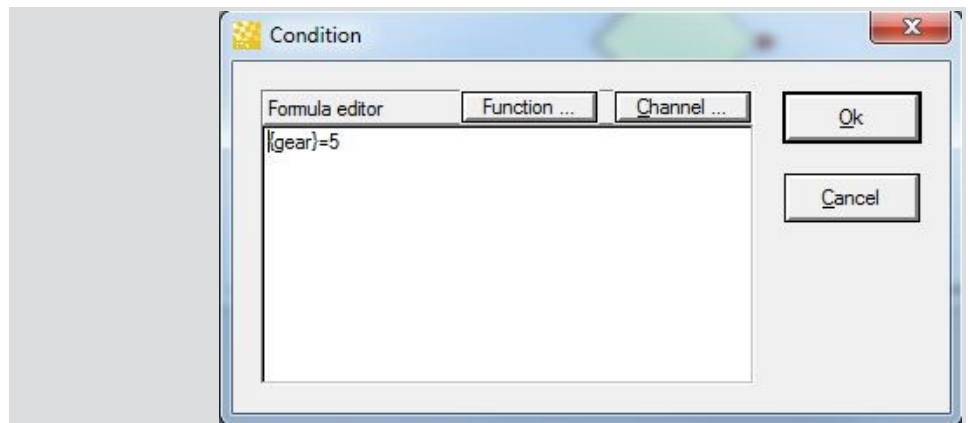 Condition
Formula editor Function ... Channel ...
Ok
{gear}=5
Cancel